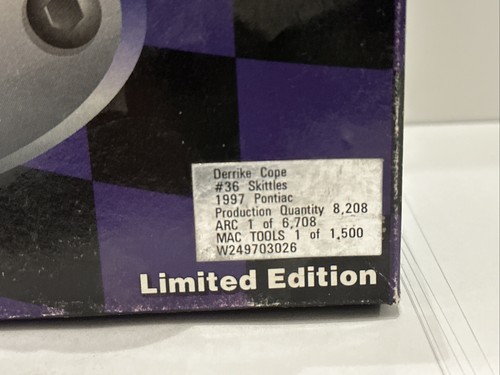 Derrike Cope
#36 Skittles
1997 Pontiac
Production Quantity 8,208
ARC 1 of 6,708
MAC TOOLS 1 of 1,500
W249703026
Limited Edition